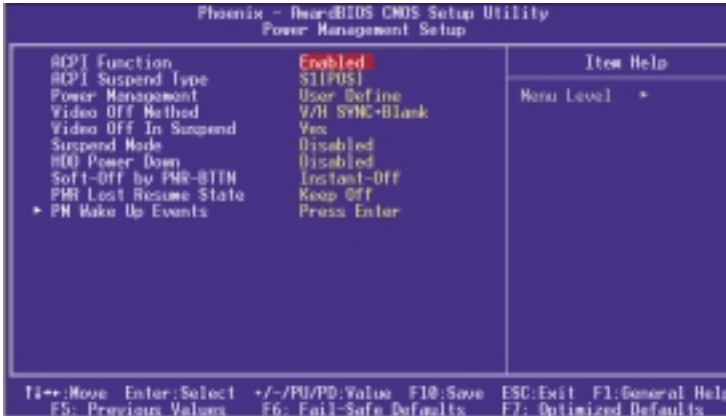 Phoenix - AwardBIOS CMOS Setup Utility
Power Management Setup
ACPI Function Enabled
ACPI Suspend Type S1(POS)
Power Management User Define
Video Off Method V/H SYNC+Blank
Video Off In Suspend Yes
Suspend Mode Disabled
HDD Power Down Disabled
Soft-Off by PWR-BTTN Instant-Off
PWR Lost Resume State Keep Off
► PM Wake Up Events Press Enter
Item Help
Menu Level ►
↑↓←→:Move Enter:Select +/-/PU/PD:Value F10:Save ESC:Exit F1:General Help
F5: Previous Values F6: Fail-Safe Defaults F7: Optimized Defaults